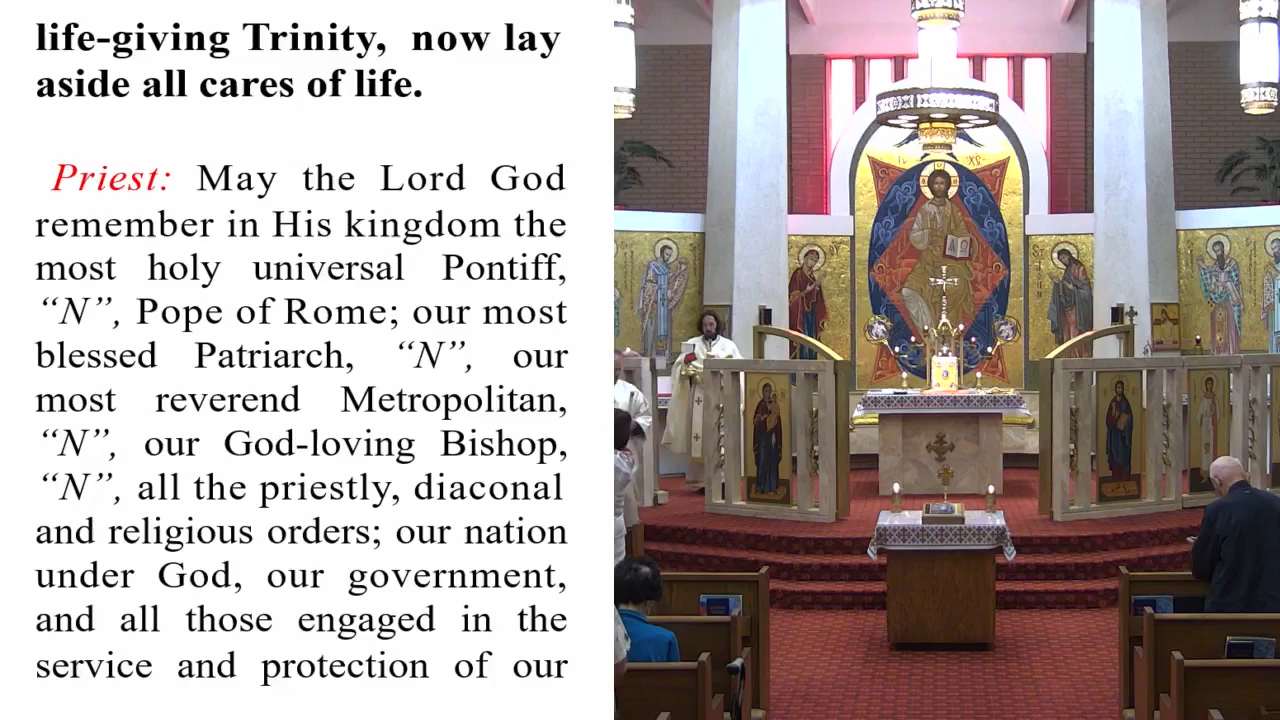 life-giving Trinity, now lay
aside all cares of life.
Priest: May the Lord God
remember in His kingdom the
most holy universal Pontiff,
“N”, Pope of Rome; our most
blessed Patriarch, “N”, our
most reverend Metropolitan,
“N”, our God-loving Bishop,
“N”, all the priestly, diaconal
and religious orders; our nation
under God, our government,
and all those engaged in the
service and protection of our
IC XC
Α Ω